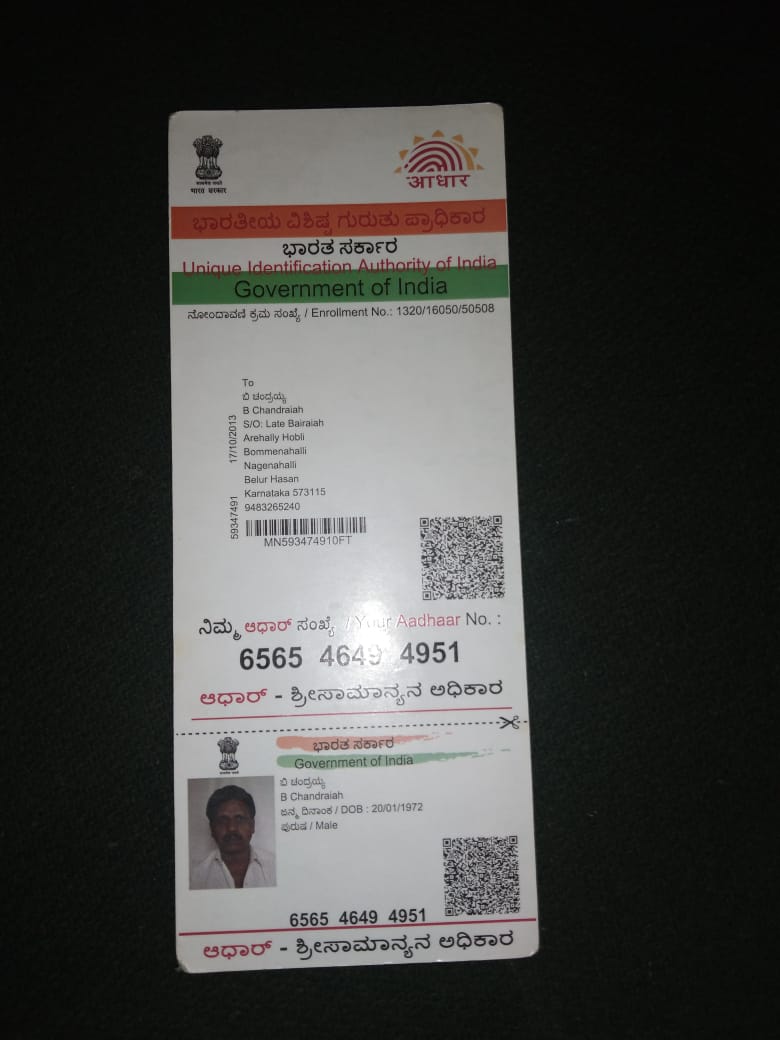 भारत सरकार
आधार
ಭಾರತೀಯ ವಿಶಿಷ್ಟ ಗುರುತು ಪ್ರಾಧಿಕಾರ
ಭಾರತ ಸರ್ಕಾರ
Unique Identification Authority of India
Government of India
ನೋಂದಾವಣಿ ಕ್ರಮ ಸಂಖ್ಯೆ / Enrollment No.: 1320/16050/50508
To
ಬಿ ಚಂದ್ರಯ್ಯ
B Chandraiah
S/O: Late Bairaiah
Arehally Hobli
Bommenahalli
Nagenahalli
Belur Hasan
Karnataka 573115
9483265240
59347491 17/10/2013
MN593474910FT
ನಿಮ್ಮ ಆಧಾರ್ ಸಂಖ್ಯೆ / Your Aadhaar No. :
6565 4649 4951
ಆಧಾರ್ - ಶ್ರೀಸಾಮಾನ್ಯನ ಅಧಿಕಾರ
ಭಾರತ ಸರ್ಕಾರ
Government of India
ಬಿ ಚಂದ್ರಯ್ಯ
B Chandraiah
ಜನ್ಮ ದಿನಾಂಕ / DOB : 20/01/1972
ಪುರುಷ / Male
6565 4649 4951
ಆಧಾರ್ - ಶ್ರೀಸಾಮಾನ್ಯನ ಅಧಿಕಾರ